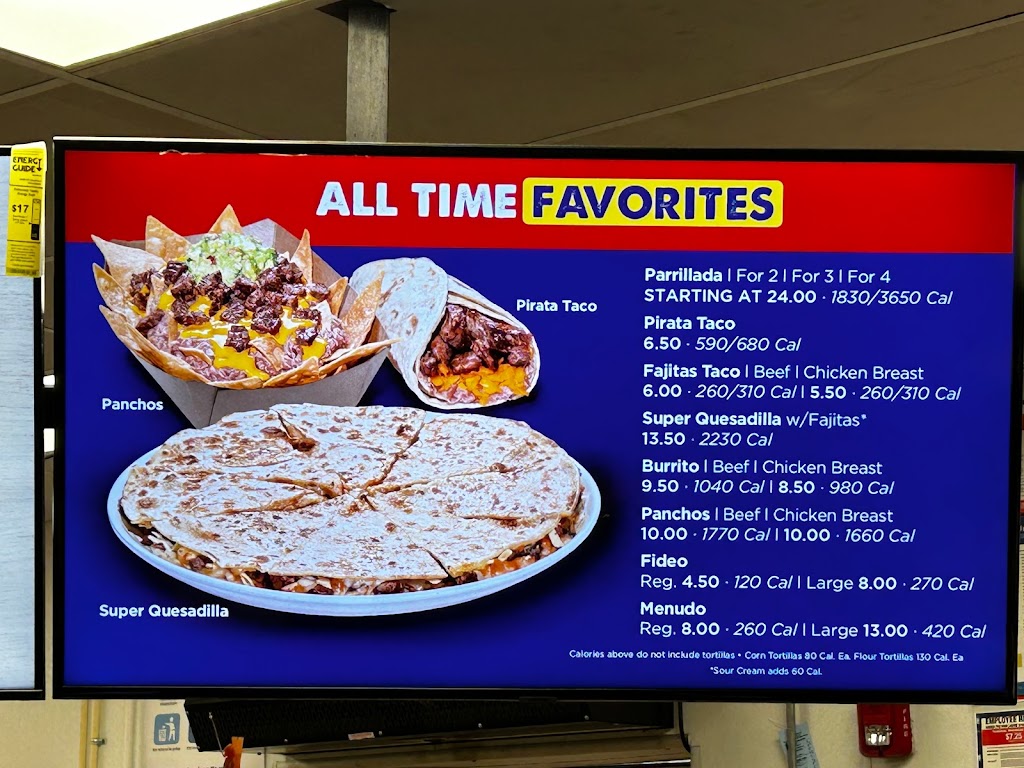 ENERGY
GUIDE
$17
ALL TIME FAVORITES
Pirata Taco
Panchos
Super Quesadilla
Parrillada | For 2 | For 3 | For 4
STARTING AT 24.00 · 1830/3650 Cal
Pirata Taco
6.50 · 590/680 Cal
Fajitas Taco | Beef | Chicken Breast
6.00 · 260/310 Cal | 5.50 · 260/310 Cal
Super Quesadilla w/Fajitas*
13.50 · 2230 Cal
Burrito | Beef | Chicken Breast
9.50 · 1040 Cal | 8.50 · 980 Cal
Panchos | Beef | Chicken Breast
10.00 · 1770 Cal | 10.00 · 1660 Cal
Fideo
Reg. 4.50 · 120 Cal | Large 8.00 · 270 Cal
Menudo
Reg. 8.00 · 260 Cal | Large 13.00 · 420 Cal
Calories above do not include tortillas • Corn Tortillas 80 Cal. Ea. Flour Tortillas 130 Cal. Ea
*Sour Cream adds 60 Cal.
FIRE
EMPLOYEE
$7.25